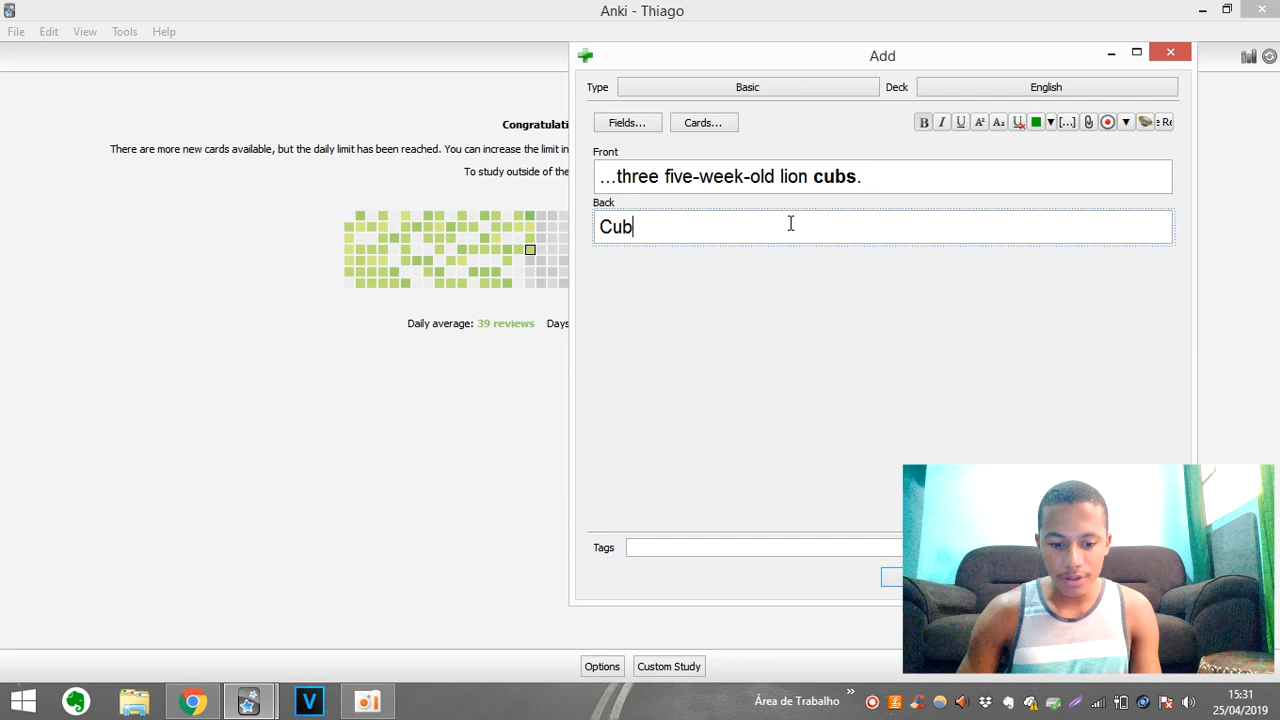 Anki - Thiago
File Edit View Tools Help
Add
Type Basic Deck English
Fields... Cards...
B I U A² A₂ U [...]
Congratulati
There are more new cards available, but the daily limit has been reached. You can increase the limit in
To study outside of the
Front
...three five-week-old lion cubs.
Back
Cub
Daily average: 39 reviews Days
Tags
Options Custom Study
Área de Trabalho
15:31
25/04/2019